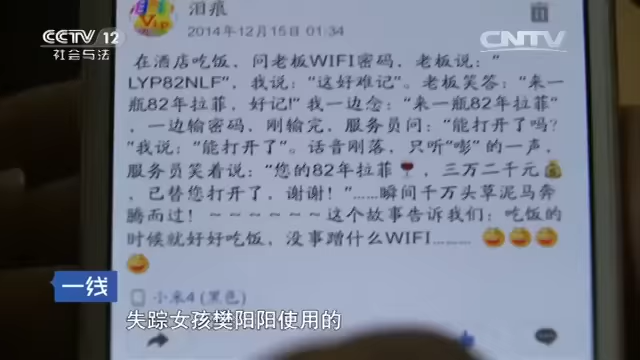 CCTV 12
社会与法
CNTV
泪痕
2014年12月15日 01:34
在酒店吃饭，问老板WIFI密码，老板说："
LYP82NLF"，我说："这好难记"。老板笑答："来一
瓶82年拉菲，好记!"我一边念："来一瓶82年拉菲"
，一边输密码，刚输完，服务员问："能打开了吗？
"我说："能打开了"。话音刚落，只听"嘭"的一声，
服务员笑着说："您的82年拉菲🍷，三万二千元💰
，已替您打开了，谢谢！"……瞬间千万头草泥马奔
腾而过！～～～～～～这个故事告诉我们：吃饭的
时候就好好吃饭，没事蹭什么WIFI……😄😄😄
😄
小米4 (黑色)
一线
失踪女孩樊阳阳使用的